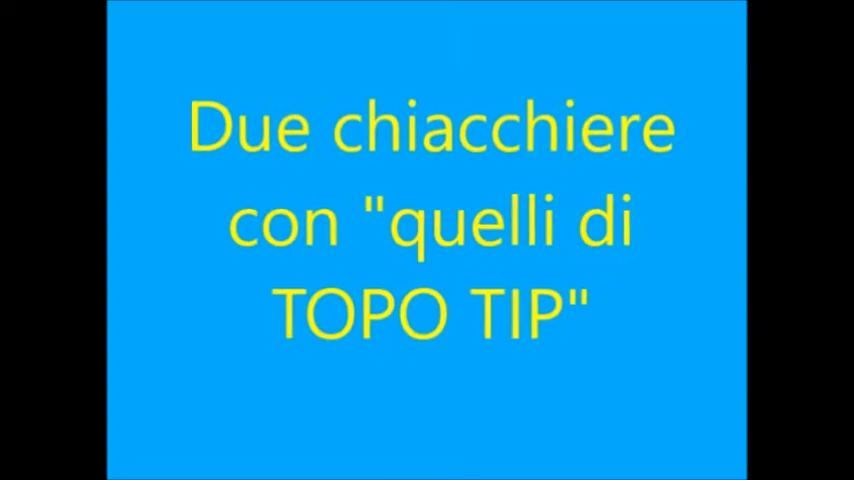 Due chiacchiere
con "quelli di
TOPO TIP"